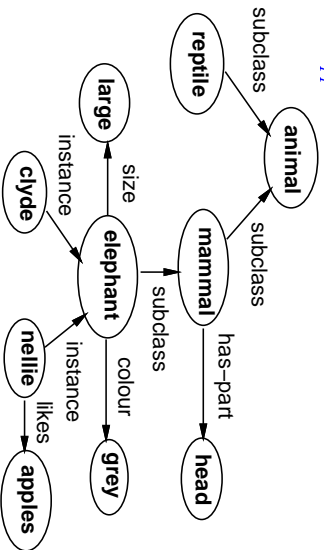 animal
subclass
subclass
reptile
mammal
has-part
head
subclass
large
size
elephant
colour
grey
instance
instance
clyde
nellie
likes
apples